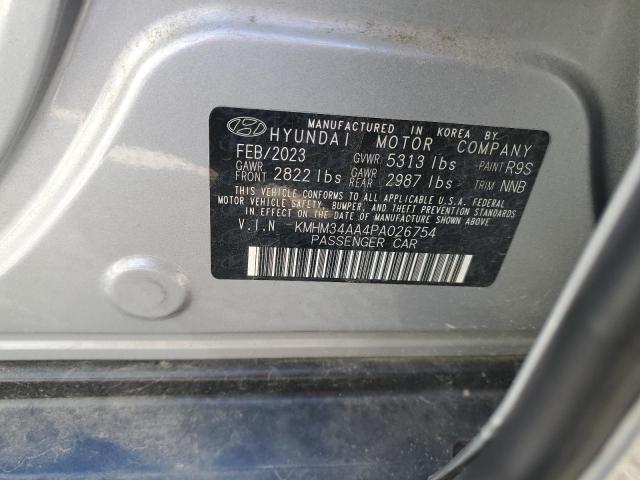 MANUFACTURED IN KOREA BY
HYUNDAI MOTOR COMPANY
FEB/2023 GVWR 5313 lbs PAINT R9S
GAWR FRONT 2822 lbs GAWR REAR 2987 lbs TRIM NNB
THIS VEHICLE CONFORMS TO ALL APPLICABLE U.S.A. FEDERAL
MOTOR VEHICLE SAFETY, BUMPER, AND THEFT PREVENTION STANDARDS
IN EFFECT ON THE DATE OF MANUFACTURE SHOWN ABOVE
V.I.N KMHM34AA4PA026754
PASSENGER CAR